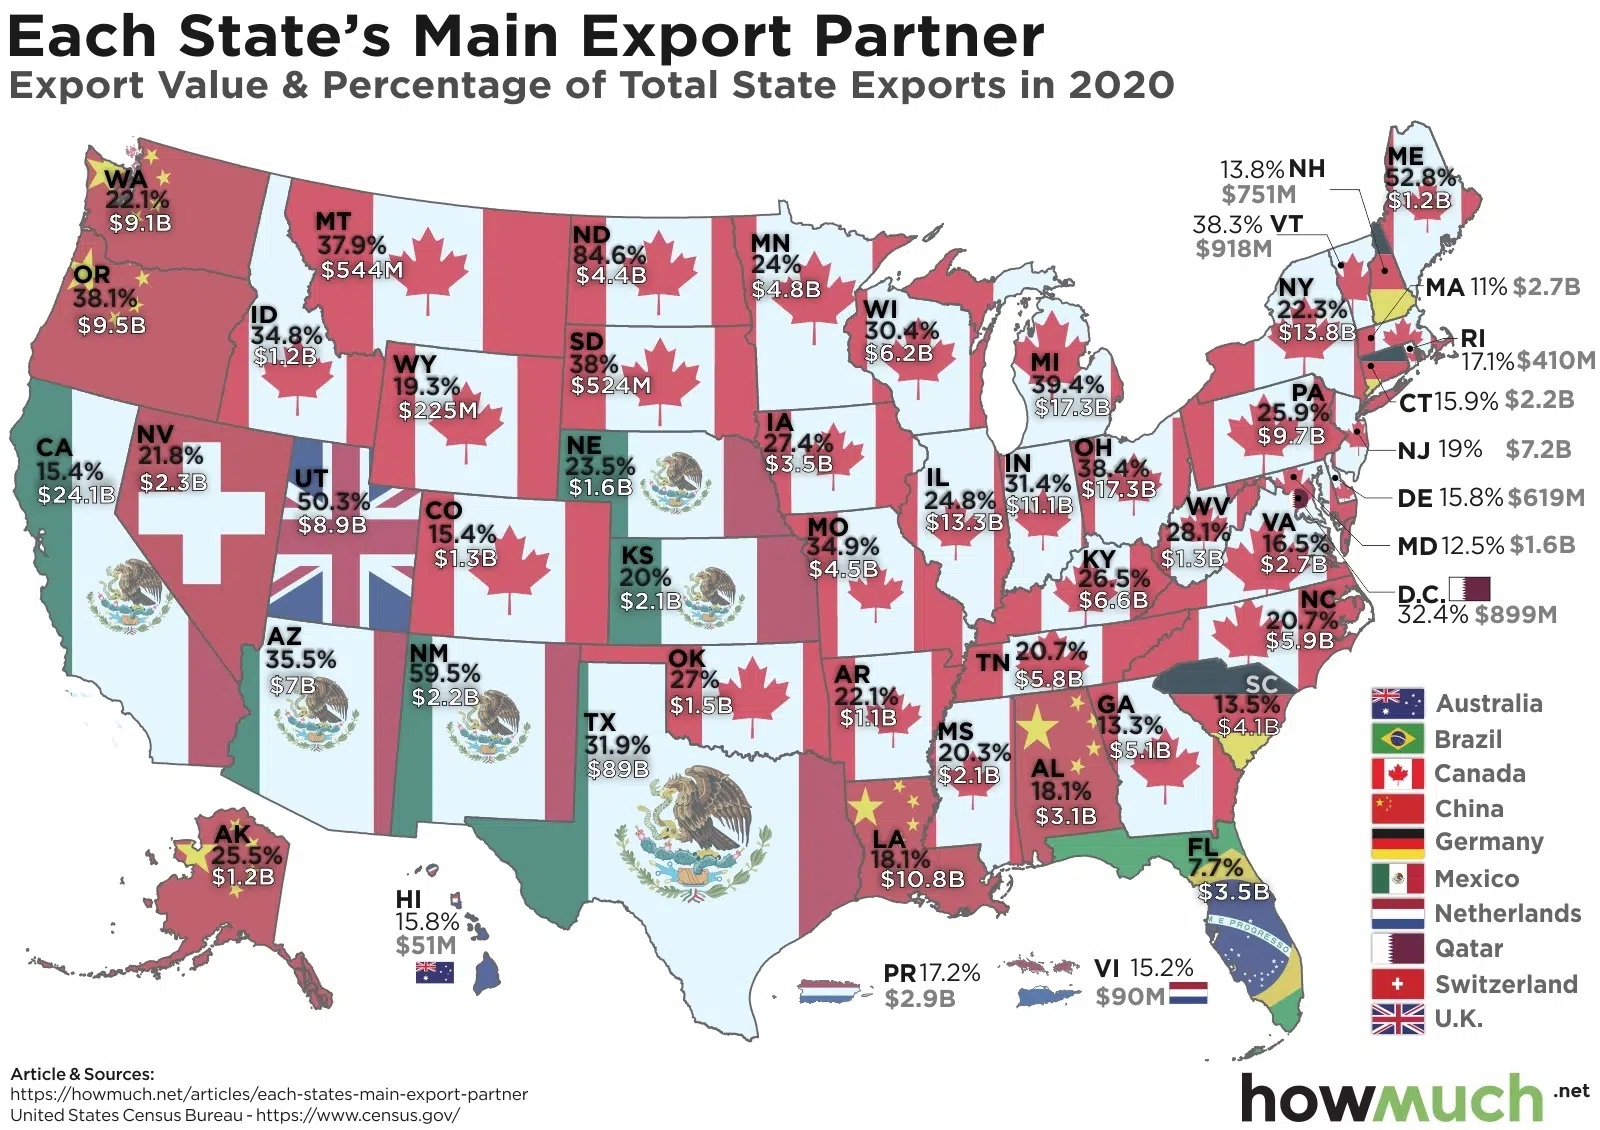 Each State's Main Export Partner
Export Value & Percentage of Total State Exports in 2020
WA
22.1%
$9.1B
OR
38.1%
$9.5B
CA
15.4%
$24.1B
NV
21.8%
$2.3B
ID
34.8%
$1.2B
MT
37.9%
$544M
WY
19.3%
$225M
UT
50.3%
$8.9B
CO
15.4%
$1.3B
AZ
35.5%
$7B
NM
59.5%
$2.2B
ND
84.6%
$4.4B
SD
38%
$524M
NE
23.5%
$1.6B
KS
20%
$2.1B
OK
27%
$1.5B
TX
31.9%
$89B
MN
24%
$4.8B
IA
27.4%
$3.5B
MO
34.9%
$4.5B
AR
22.1%
$1.1B
LA
18.1%
$10.8B
WI
30.4%
$6.2B
IL
24.8%
$13.3B
MI
39.4%
$17.3B
IN
31.4%
$11.1B
OH
38.4%
$17.3B
KY
26.5%
$6.6B
TN 20.7%
$5.8B
MS
20.3%
$2.1B
AL
18.1%
$3.1B
GA
13.3%
$5.1B
FL
7.7%
$3.5B
M E PROGRESSO
SC
13.5%
$4.1B
NC
20.7%
$5.9B
VA
16.5%
$2.7B
WV
28.1%
$1.3B
PA
25.9%
$9.7B
NY
22.3%
$13.8B
ME
52.8%
$1.2B
13.8% NH
$751M
38.3% VT
$918M
MA 11% $2.7B
RI
17.1% $410M
CT 15.9% $2.2B
NJ 19% $7.2B
DE 15.8% $619M
MD 12.5% $1.6B
D.C.
32.4% $899M
AK
25.5%
$1.2B
HI
15.8%
$51M
PR 17.2%
$2.9B
VI 15.2%
$90M
Australia
Brazil
Canada
China
Germany
Mexico
Netherlands
Qatar
Switzerland
U.K.
Article & Sources:
https://howmuch.net/articles/each-states-main-export-partner
United States Census Bureau - https://www.census.gov/
howmuch.net